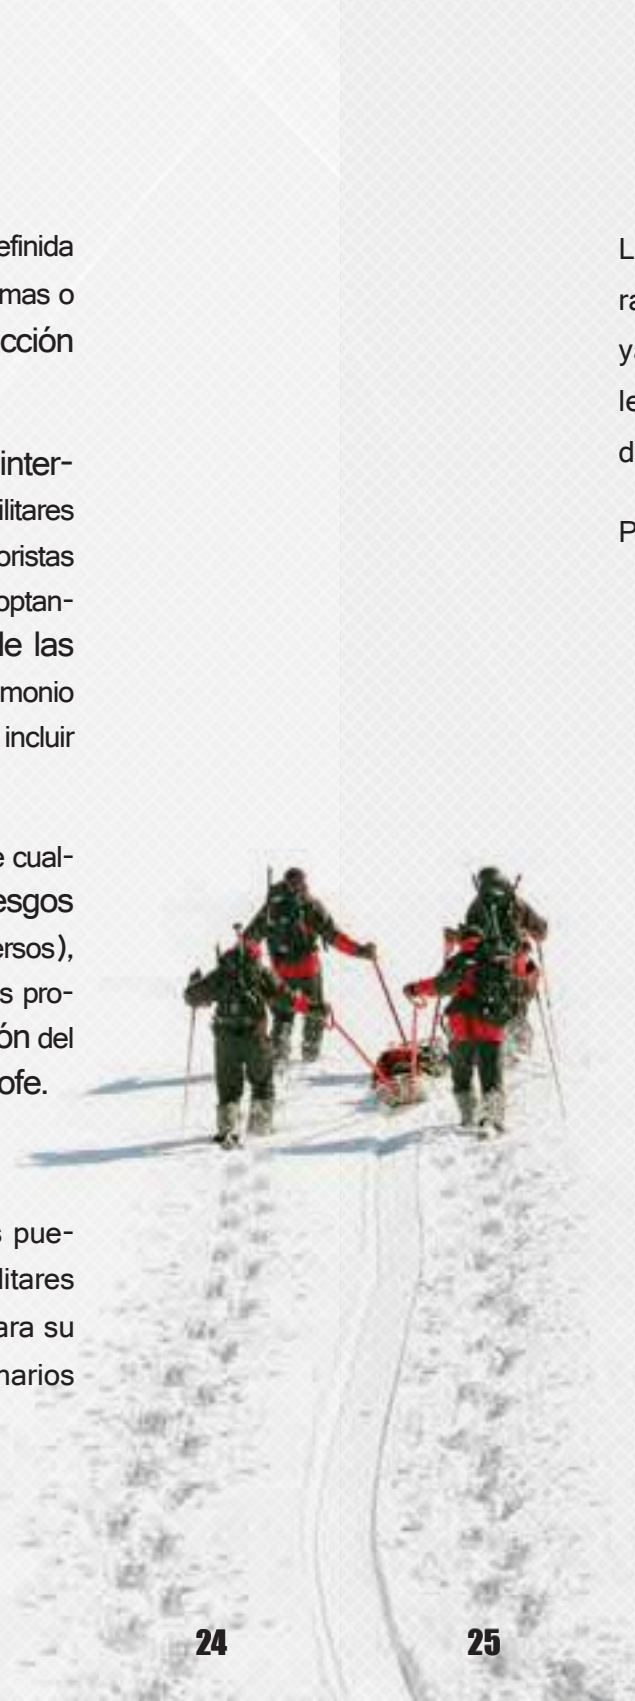 efinida
mas o
cción
inter-
ilitares
oristas
optan-
le las
monio
incluir
e cual-
esgos
ersos),
s pro-
ón del
ofe.
s pue-
litares
ara su
narios
24
L
ra
ya
le
d
P
25